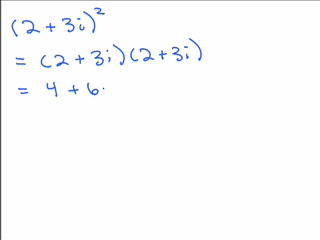 (2 + 3i)²
= (2 + 3i)(2 + 3i)
= 4 + 6